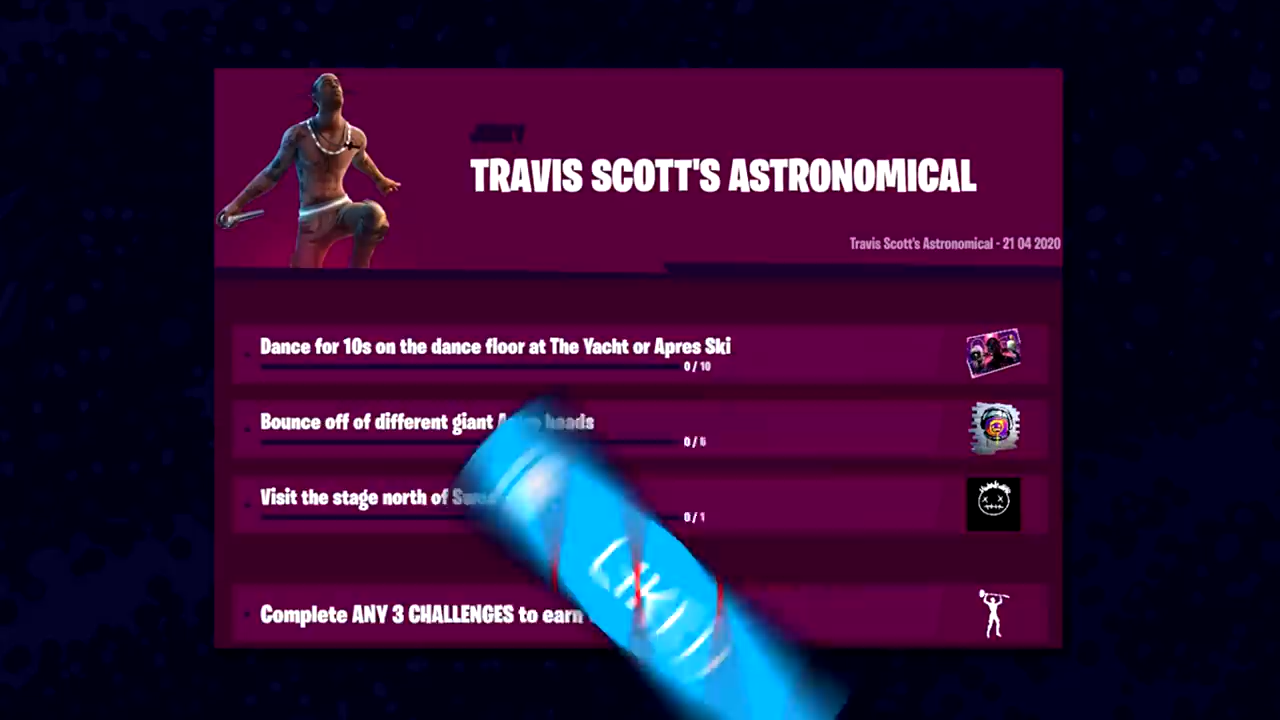 TRAVIS SCOTT'S ASTRONOMICAL
Travis Scott's Astronomical - 21 04 2020
Dance for 10s on the dance floor at The Yacht or Apres Ski
0 / 10
Bounce off of different giant heads
Visit the stage north of
0 / 1
Complete ANY 3 CHALLENGES to earn